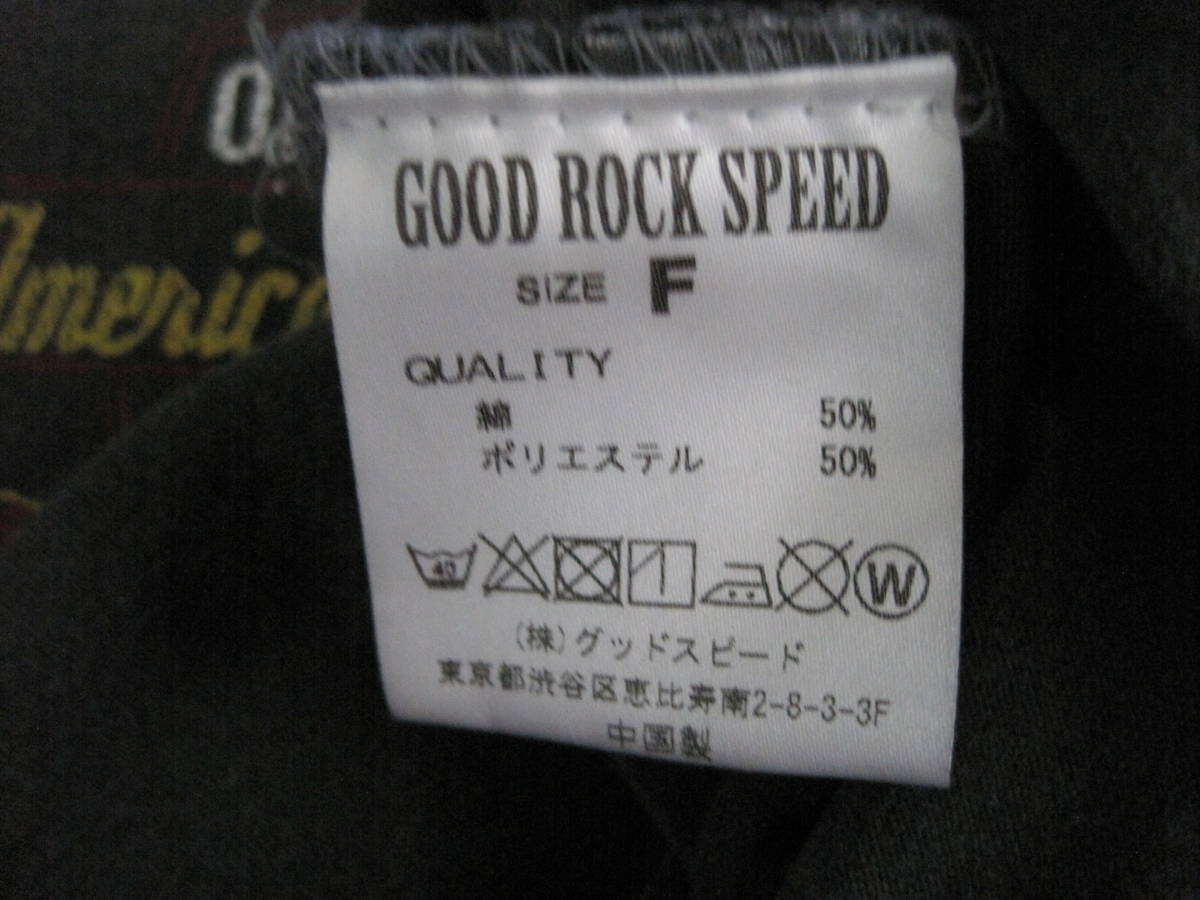 GOOD ROCK SPEED
SIZE F
QUALITY
綿 50%
ポリエステル 50%
40
W
(株)グッドスピード
東京都渋谷区恵比寿南2-8-3-3F
中国製